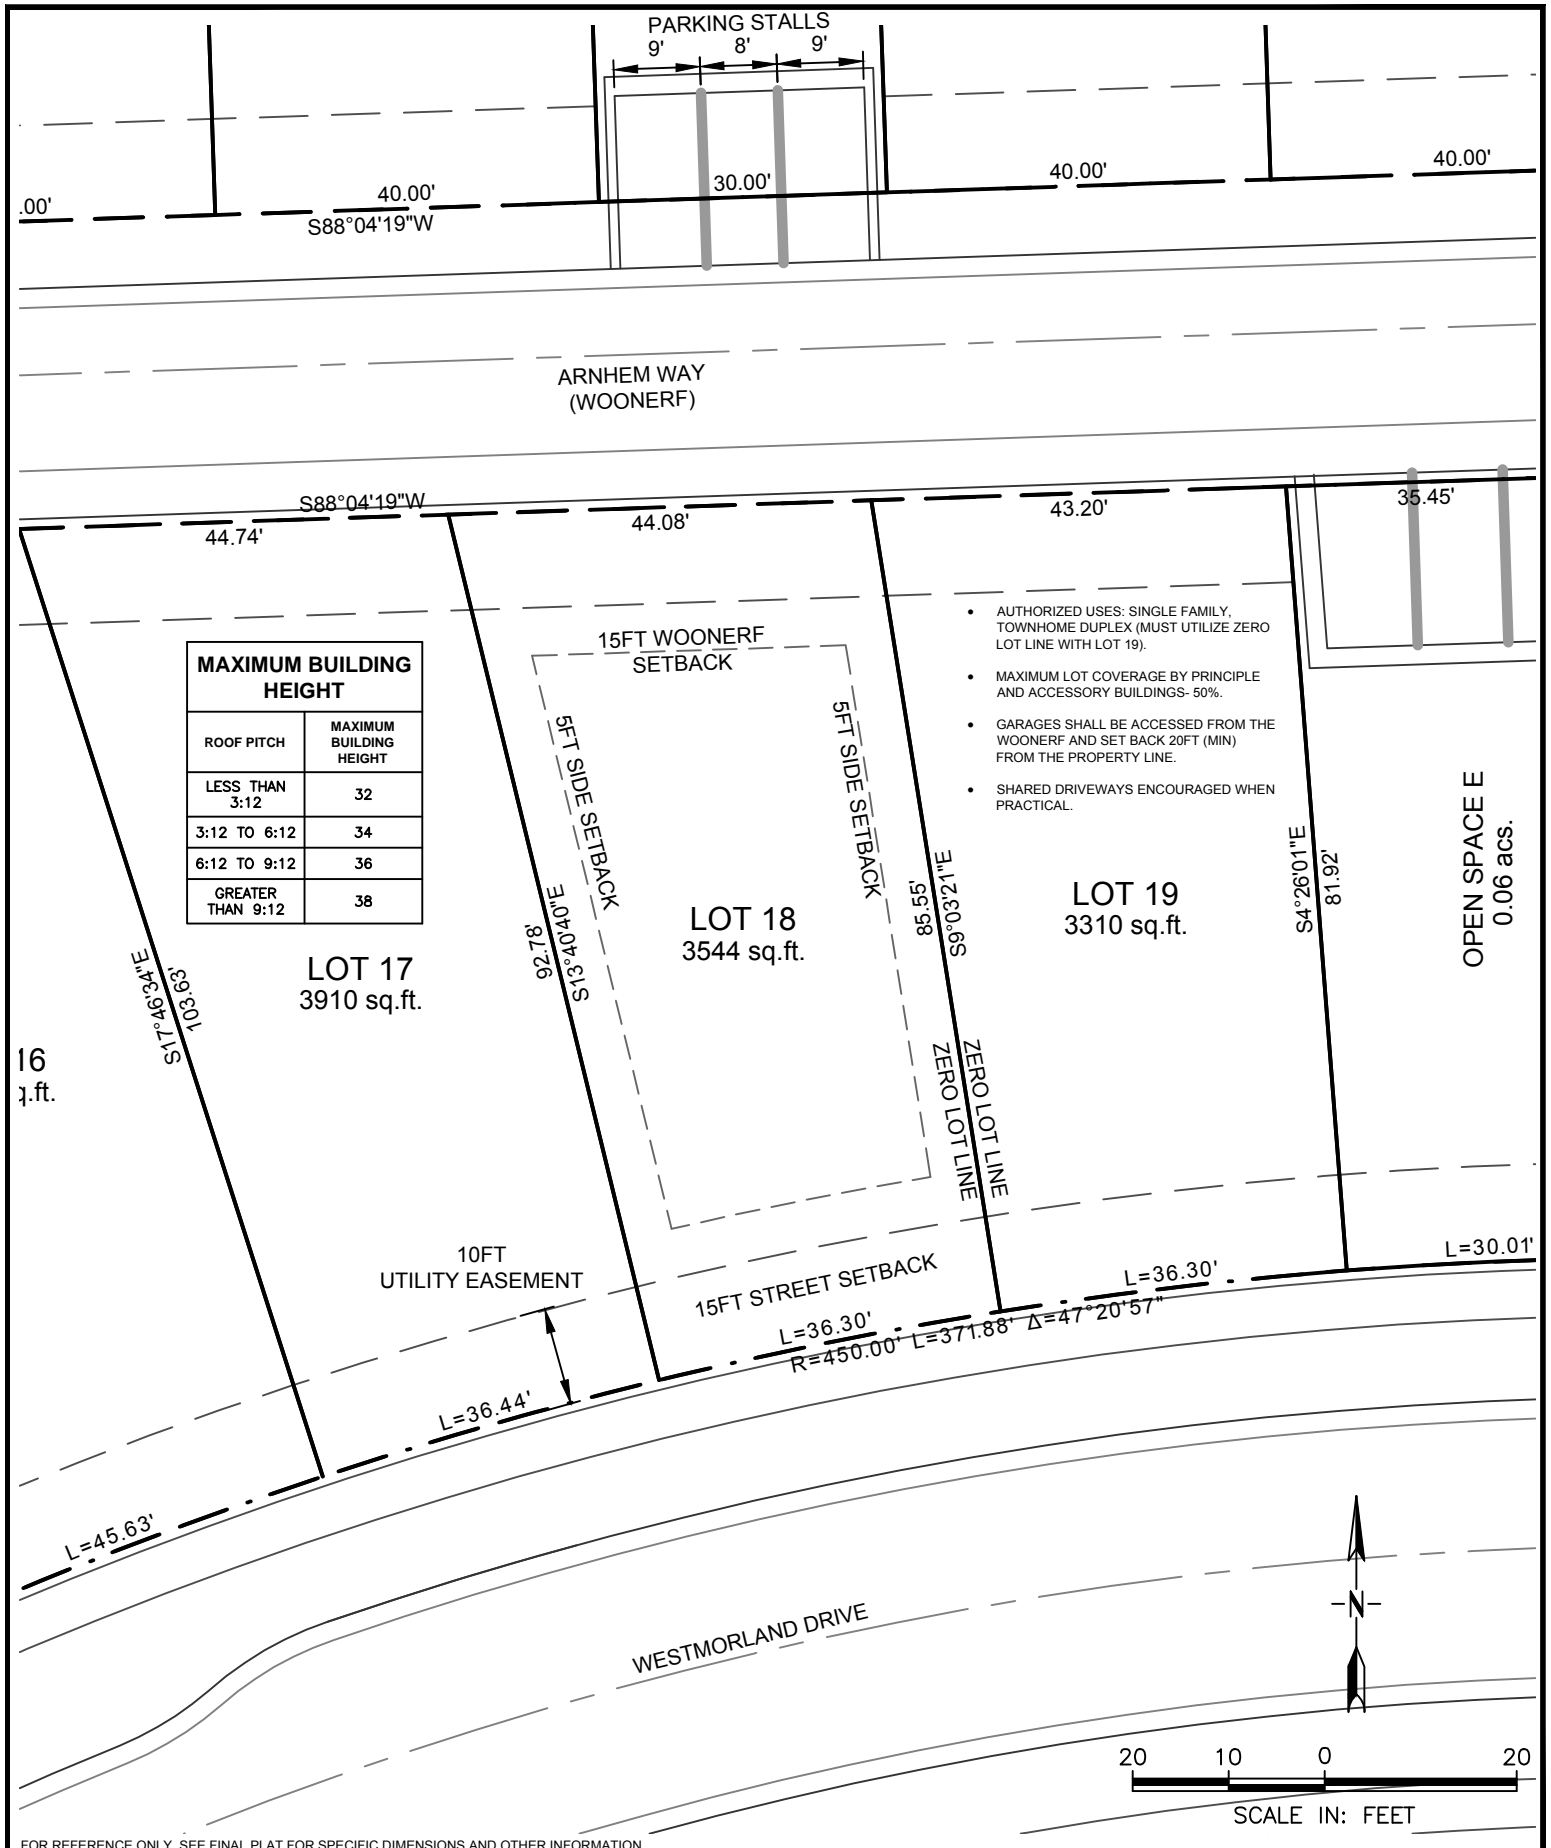 PARKING STALLS
9' 8' 9'
.00'
40.00'
30.00'
40.00'
40.00'
S88°04'19"W
ARNHEM WAY
(WOONERF)
S88°04'19"W
44.74'
44.08'
43.20'
35.45'
15FT WOONERF
SETBACK
MAXIMUM BUILDING
HEIGHT
ROOF PITCH
MAXIMUM
BUILDING
HEIGHT
LESS THAN
3:12
32
3:12 TO 6:12
34
6:12 TO 9:12
36
GREATER
THAN 9:12
38
5FT SIDE SETBACK
5FT SIDE SETBACK
• AUTHORIZED USES: SINGLE FAMILY,
TOWNHOME DUPLEX (MUST UTILIZE ZERO
LOT LINE WITH LOT 19).
• MAXIMUM LOT COVERAGE BY PRINCIPLE
AND ACCESSORY BUILDINGS- 50%.
• GARAGES SHALL BE ACCESSED FROM THE
WOONERF AND SET BACK 20FT (MIN)
FROM THE PROPERTY LINE.
• SHARED DRIVEWAYS ENCOURAGED WHEN
PRACTICAL.
S17°46'34"E
103.63'
LOT 17
3910 sq.ft.
92.78'
S13°40'40"E
LOT 18
3544 sq.ft.
85.55'
S9°03'21"E
LOT 19
3310 sq.ft.
S4°26'01"E
81.92'
OPEN SPACE E
0.06 acs.
16
q.ft.
ZERO LOT LINE
ZERO LOT LINE
10FT
UTILITY EASEMENT
15FT STREET SETBACK
L=45.63'
L=36.44'
L=36.30'
L=36.30'
L=30.01'
R=450.00' L=371.88' Δ=47°20'57"
WESTMORLAND DRIVE
N
20 10 0 20
SCALE IN: FEET
FOR REFERENCE ONLY. SEE FINAL PLAT FOR SPECIFIC DIMENSIONS AND OTHER INFORMATION